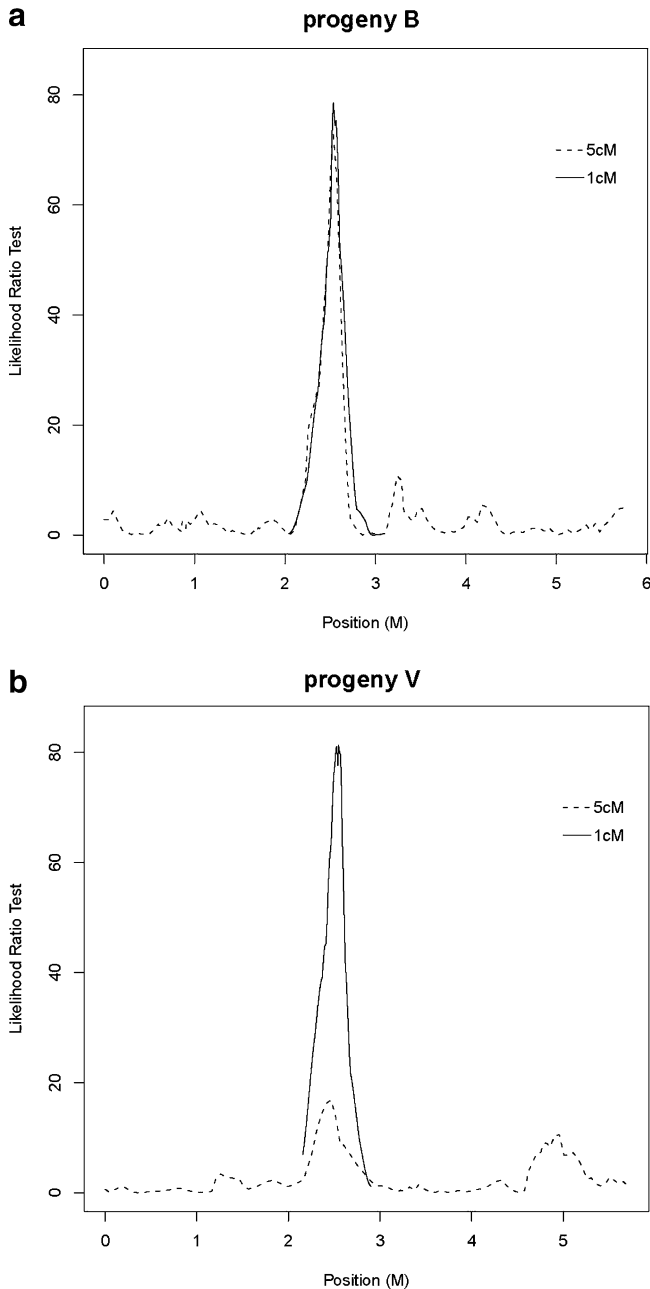 a
progeny B
80
60
40
20
0
Likelihood Ratio Test
5cM
1cM
0 1 2 3 4 5 6
Position (M)
b
progeny V
80
60
40
20
0
Likelihood Ratio Test
5cM
1cM
0 1 2 3 4 5
Position (M)